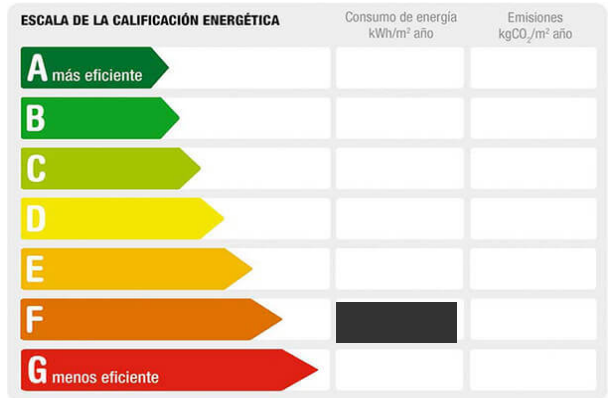 ESCALA DE LA CALIFICACIÓN ENERGÉTICA
Consumo de energía
kWh/m² año
Emisiones
kgCO₂/m² año
A más eficiente
B
C
D
E
F
G menos eficiente